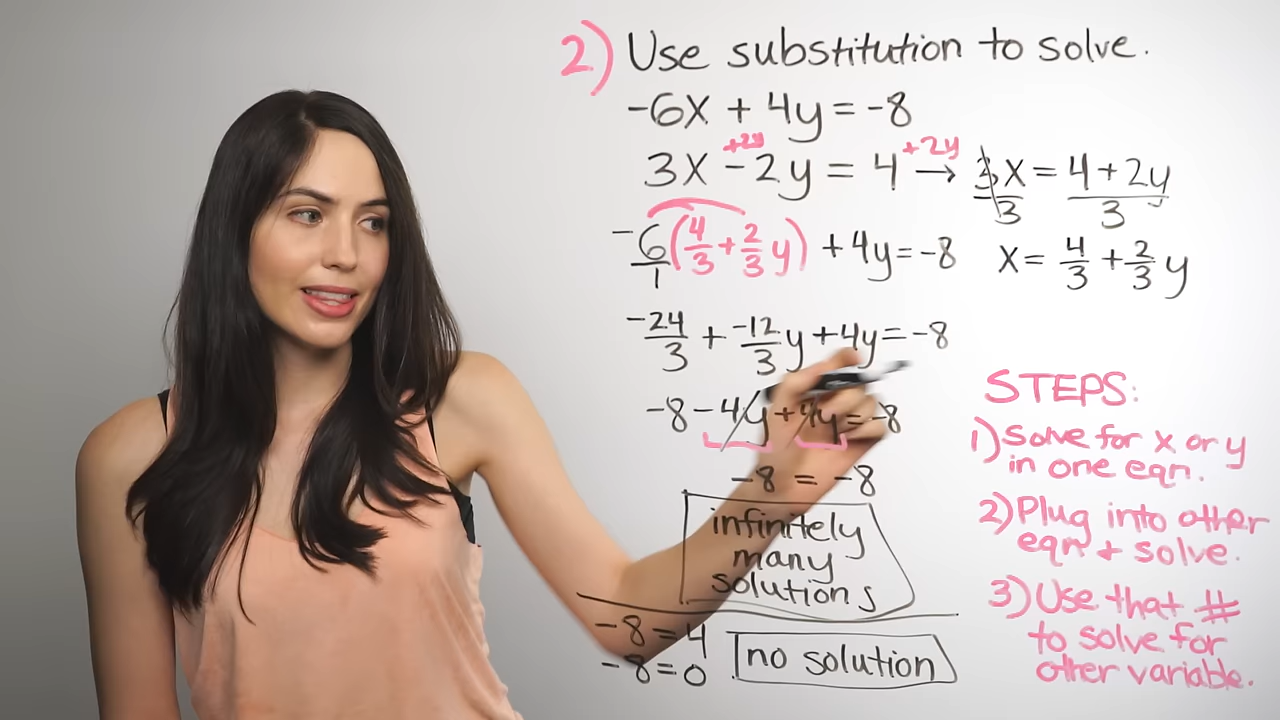 2) Use substitution to solve.
-6x + 4y = -8
+2y +2y
3x - 2y = 4 → 3x/3 = 4 + 2y/3
-6/1 (4/3 + 2/3 y) + 4y = -8
x = 4/3 + 2/3 y
-24/3 + -12/3 y + 4y = -8
-8 - 4y + 4y = -8
-8 = -8
infinitely
many
solutions
-8 = 4
-8 = 0
no solution
STEPS:
1) Solve for x or y
in one eqn.
2) Plug into other
eqn + solve.
3) Use that #
to solve for
other variable.